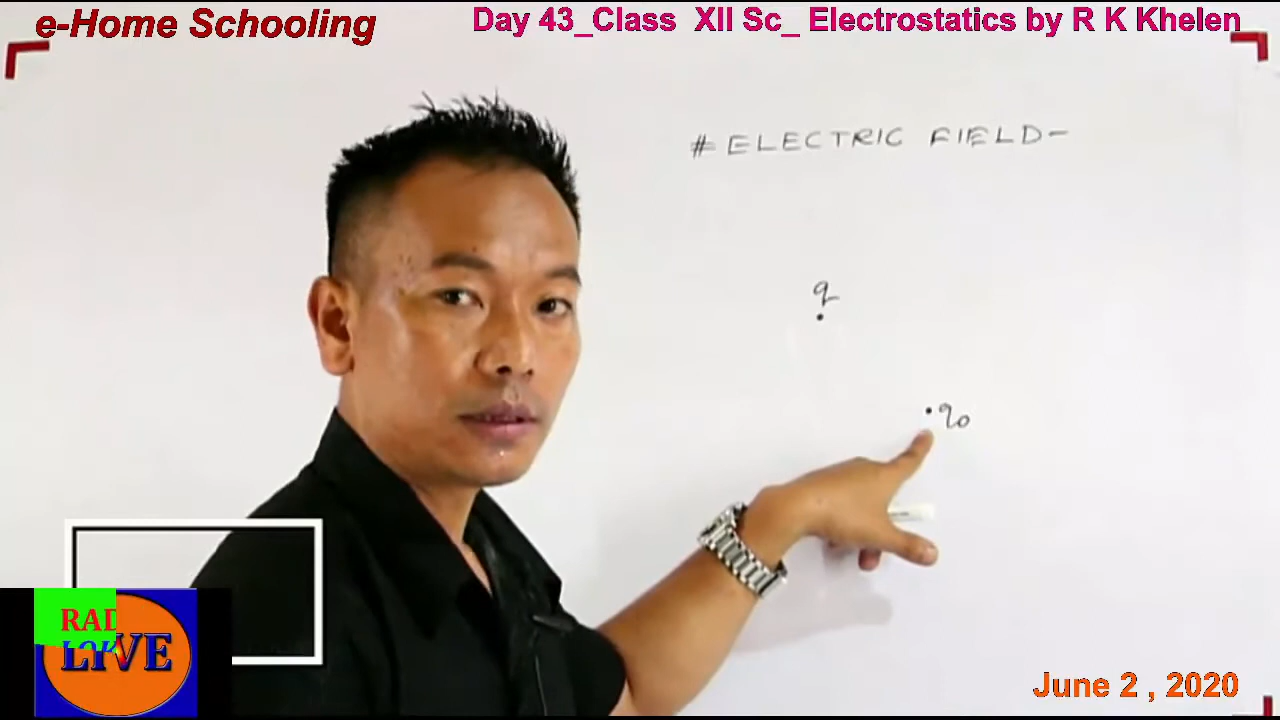 e-Home Schooling
Day 43_Class XII Sc_ Electrostatics by R K Khelen
# ELECTRIC FIELD-
q
q0
LIVE
June 2 , 2020